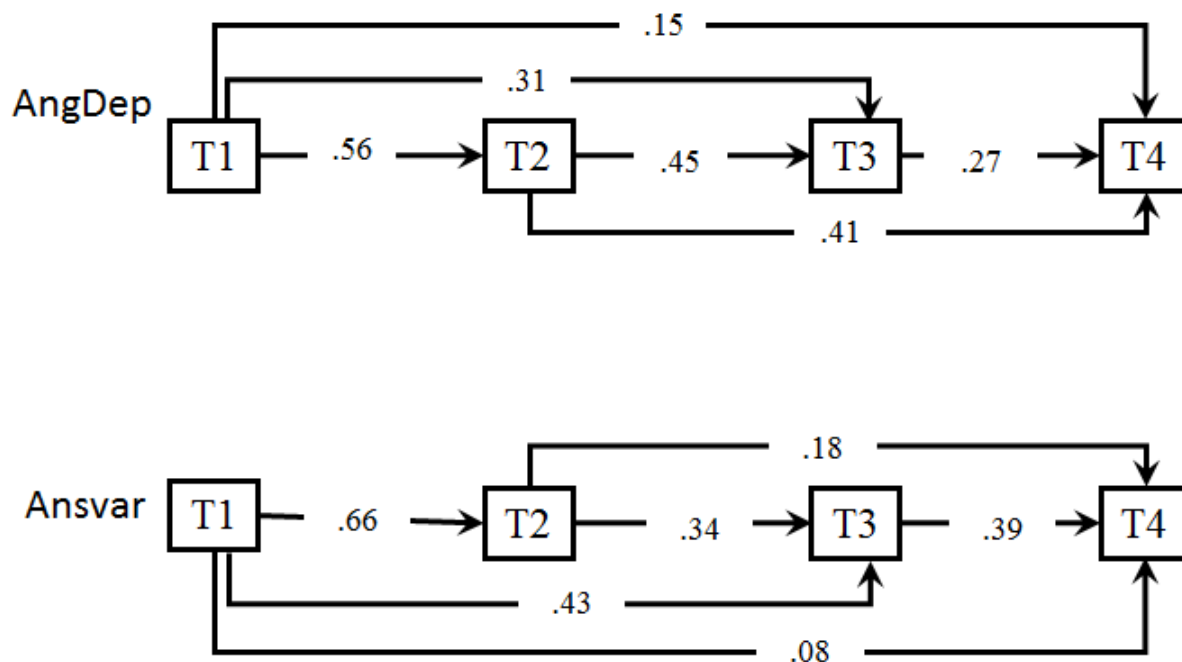 .15
.31
AngDep
T1 .56 T2 .45 T3 .27 T4
.41
.18
Ansvar
T1 .66 T2 .34 T3 .39 T4
.43
.08